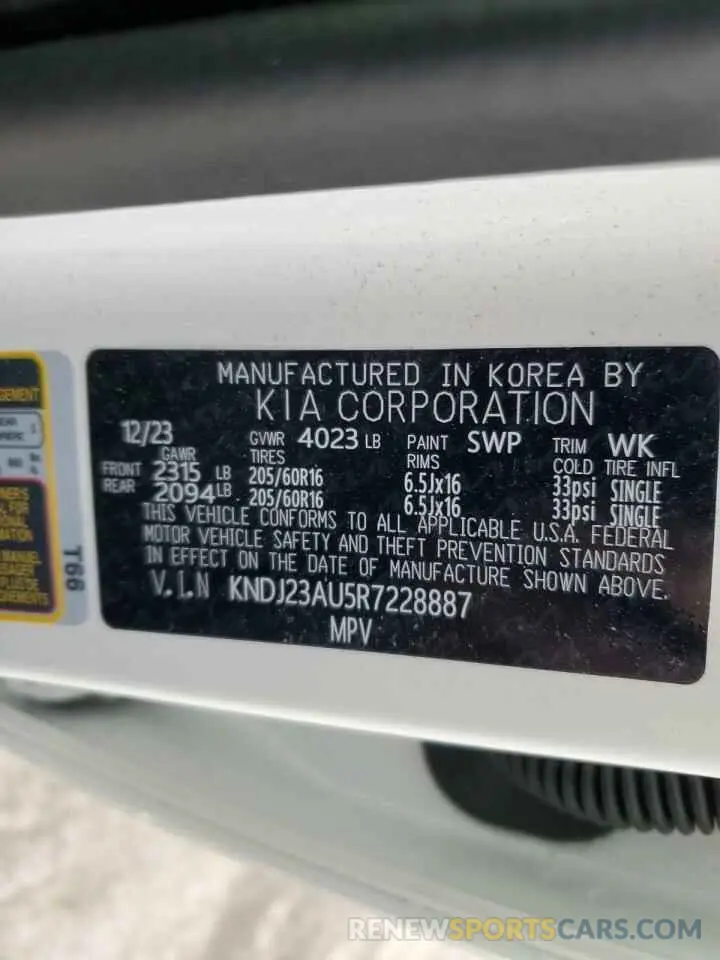 MANUFACTURED IN KOREA BY
KIA CORPORATION
12/23 GVWR 4023 LB PAINT SWP TRIM WK
GAWR TIRES RIMS COLD TIRE INFL
FRONT 2315 LB 205/60R16 6.5Jx16 33psi SINGLE
REAR 2094 LB 205/60R16 6.5Jx16 33psi SINGLE
THIS VEHICLE CONFORMS TO ALL APPLICABLE U.S.A. FEDERAL
MOTOR VEHICLE SAFETY AND THEFT PREVENTION STANDARDS
IN EFFECT ON THE DATE OF MANUFACTURE SHOWN ABOVE.
V.I.N KNDJ23AU5R7228887
MPV
T66
RENEWSPORTSCARS.COM